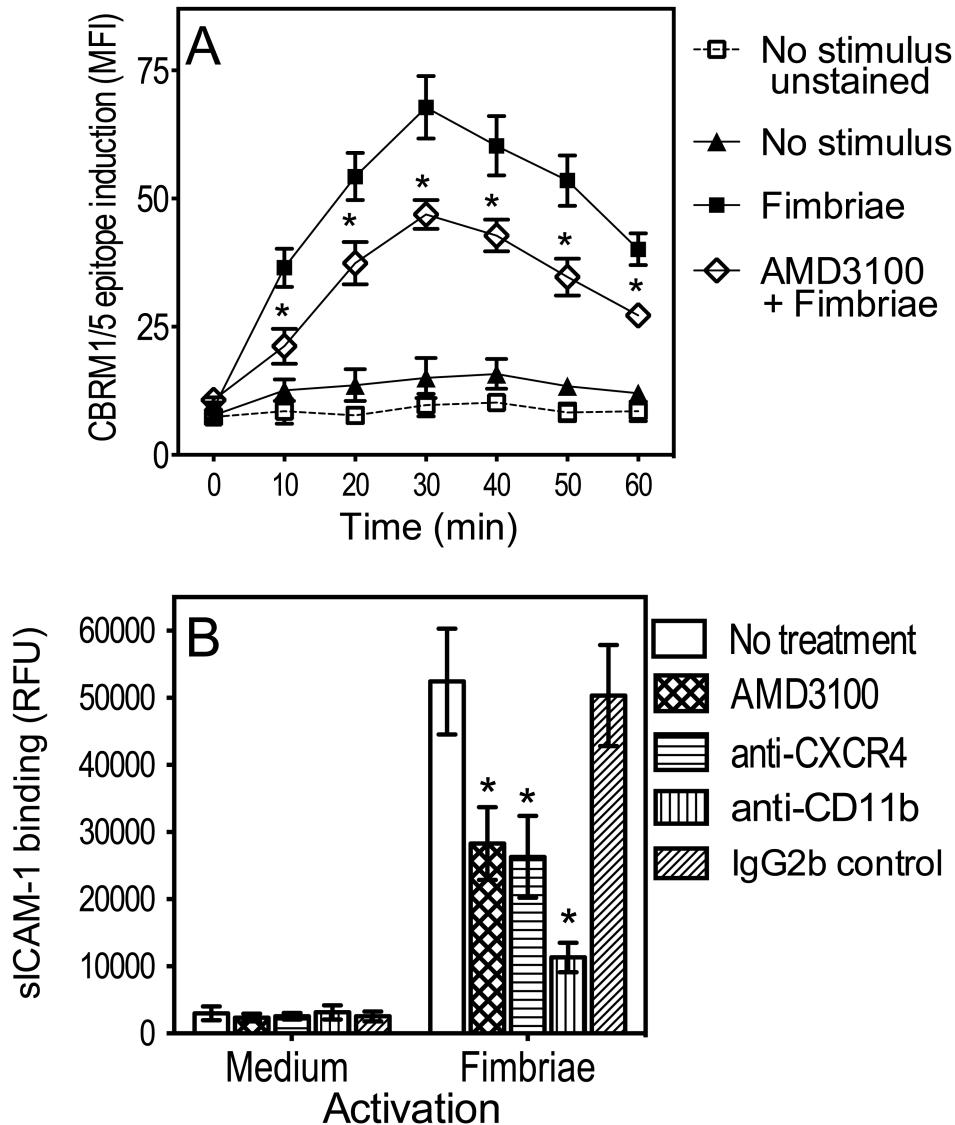 A
CBRM1/5 epitope induction (MFI)
75
50
25
0
* * * * * *
0 10 20 30 40 50 60
Time (min)
No stimulus
unstained
No stimulus
Fimbriae
AMD3100
+ Fimbriae
B
sICAM-1 binding (RFU)
60000
50000
40000
30000
20000
10000
0
* * *
Medium Fimbriae
Activation
No treatment
AMD3100
anti-CXCR4
anti-CD11b
IgG2b control